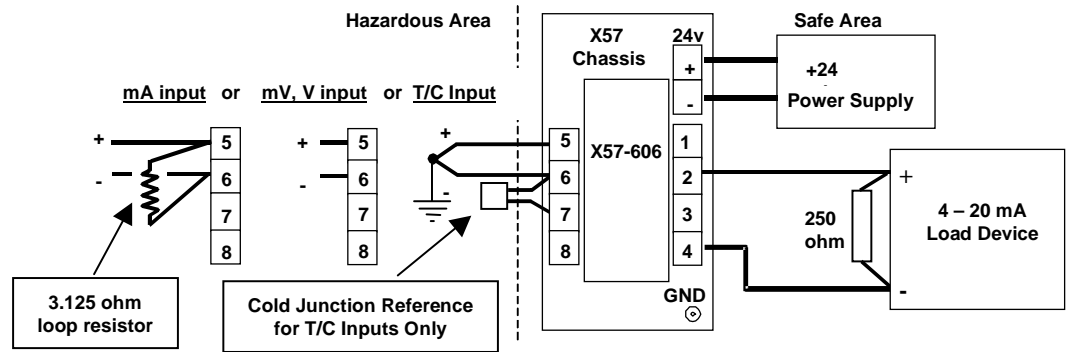 Hazardous Area
Safe Area
X57
Chassis
24v
+
-
+24
Power Supply
mA input or mV, V input or T/C Input
+
-
5
6
7
8
+
-
5
6
7
8
+
-
5
6
7
8
X57-606
1
2
3
4
GND
250
ohm
+
-
4 – 20 mA
Load Device
3.125 ohm
loop resistor
Cold Junction Reference
for T/C Inputs Only